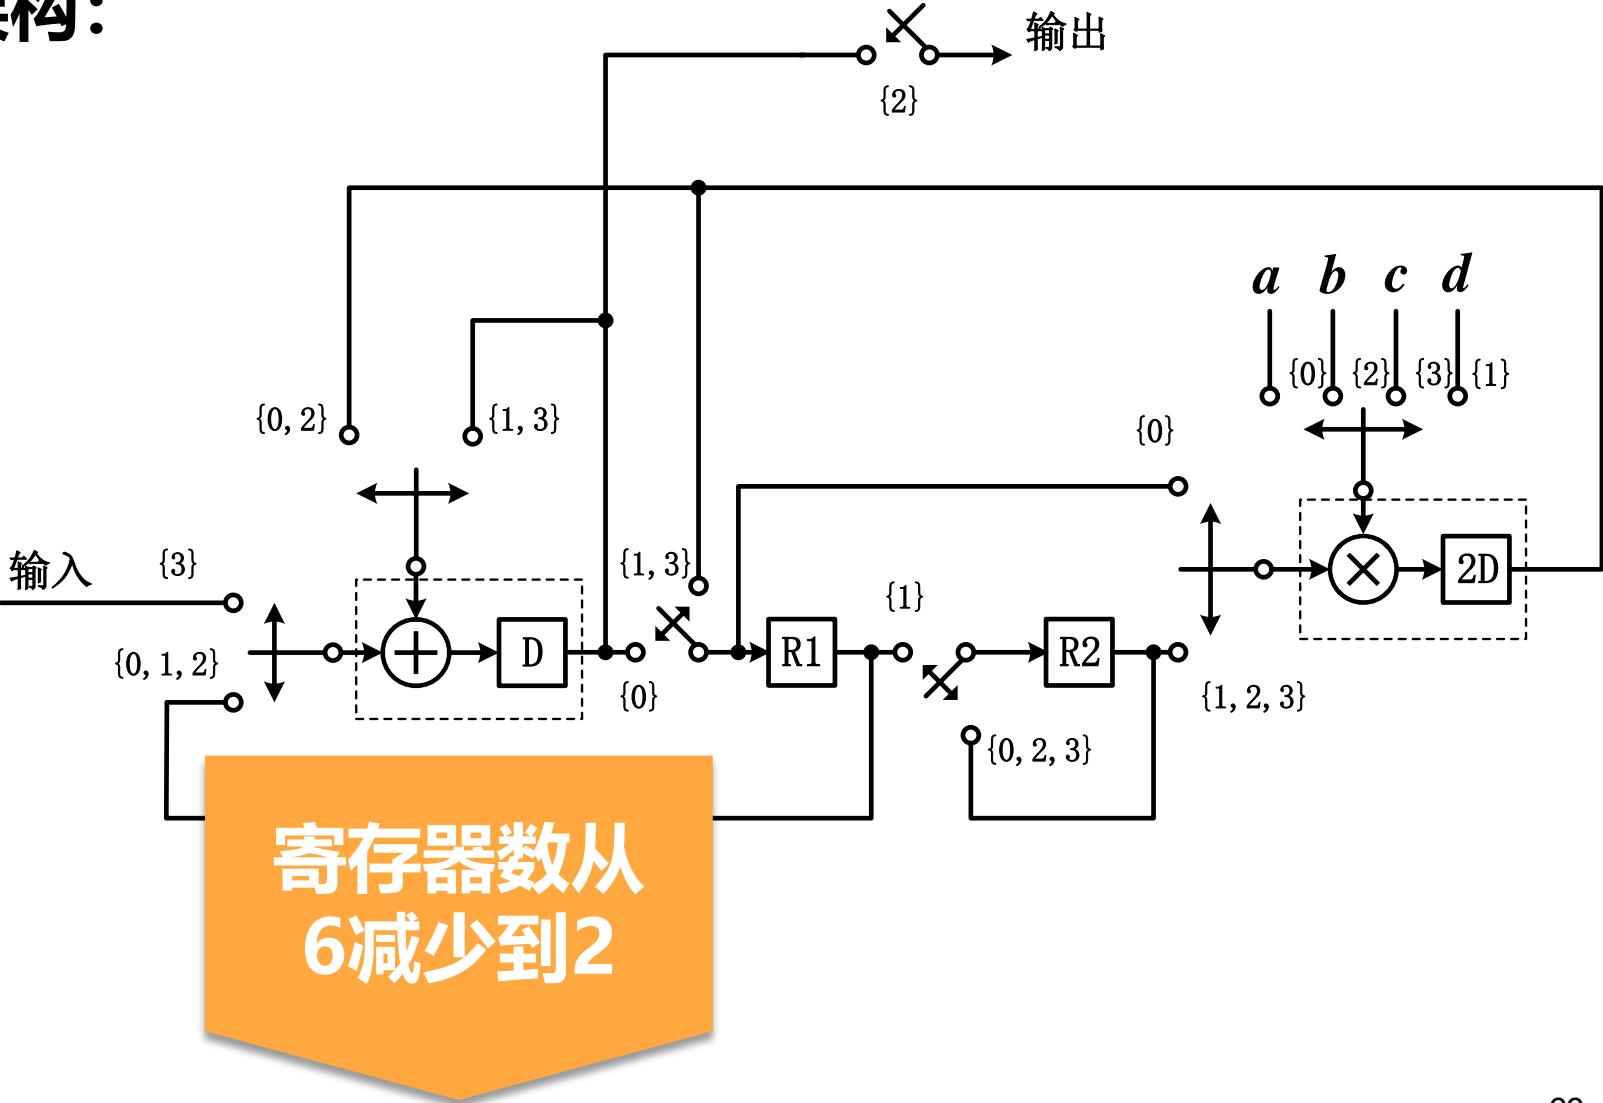 构：
输出
{2}
a b c d
{0} {2} {3} {1}
{0, 2} {1, 3} {0}
输入 {3} {1, 3}
{1}
{0, 1, 2} D R1 R2 2D
{0} {1, 2, 3}
{0, 2, 3}
寄存器数从
6减少到2